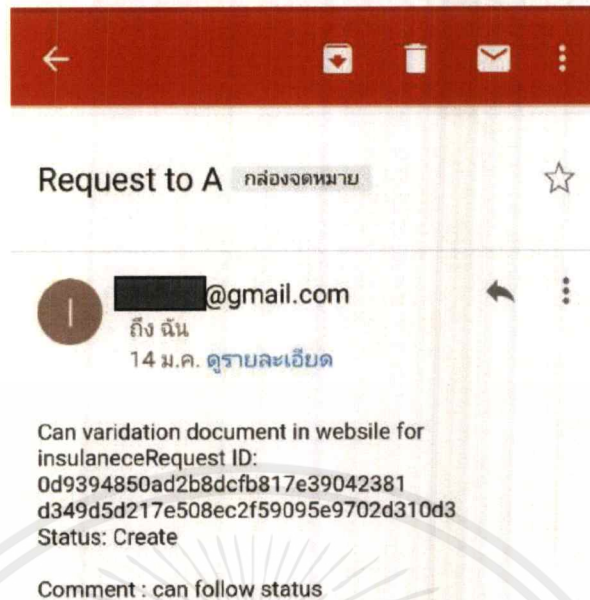 Request to A กล่องจดหมาย
I
@gmail.com
ถึง ฉัน
14 ม.ค. ดูรายละเอียด
Can varidation document in websile for
insulaneceRequest ID:
0d9394850ad2b8dcfb817e39042381
d349d5d217e508ec2f59095e9702d310d3
Status: Create
Comment : can follow status